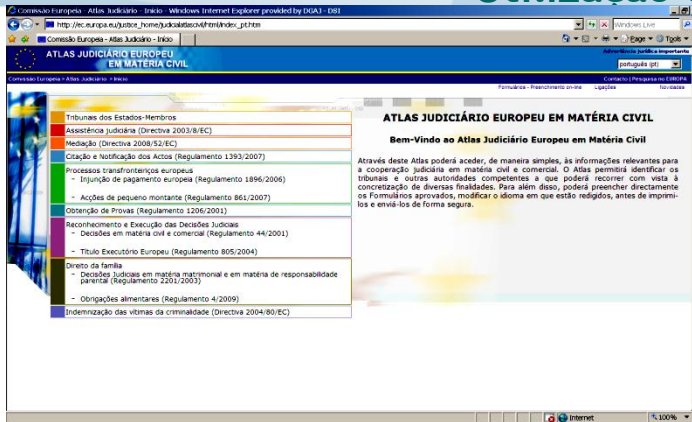 Utilização
Comissão Europeia - Atlas Judiciário - Início - Windows Internet Explorer provided by DGAJ - DSI
http://ec.europa.eu/justice_home/judicialatlascivil/html/index_pt.htm
Windows Live
Comissão Europeia - Atlas Judiciário - Início
Page
Tools
Advertência jurídica importante
ATLAS JUDICIÁRIO EUROPEU
EM MATÉRIA CIVIL
português (pt)
Comissão Europeia > Atlas Judiciário > Início
Contacto | Pesquisa no EUROPA
Formulários - Preenchimento on-line Ligações Novidades
Tribunais dos Estados-Membros
Assistência judiciária (Directiva 2003/8/EC)
Mediação (Directiva 2008/52/EC)
Citação e Notificação dos Actos (Regulamento 1393/2007)
Processos transfronteiriços europeus
- Injunção de pagamento europeia (Regulamento 1896/2006)
- Acções de pequeno montante (Regulamento 861/2007)
Obtenção de Provas (Regulamento 1206/2001)
Reconhecimento e Execução das Decisões Judiciais
- Decisões em matéria civil e comercial (Regulamento 44/2001)
- Título Executório Europeu (Regulamento 805/2004)
Direito da família
- Decisões Judiciais em matéria matrimonial e em matéria de responsabilidade
parental (Regulamento 2201/2003)
- Obrigações alimentares (Regulamento 4/2009)
Indemnização das vítimas da criminalidade (Directiva 2004/80/EC)
ATLAS JUDICIÁRIO EUROPEU EM MATÉRIA CIVIL
Bem-Vindo ao Atlas Judiciário Europeu em Matéria Civil
Através deste Atlas poderá aceder, de maneira simples, às informações relevantes para
a cooperação judiciária em matéria civil e comercial. O Atlas permitirá identificar os
tribunais e outras autoridades competentes a que poderá recorrer com vista à
concretização de diversas finalidades. Para além disso, poderá preencher directamente
os Formulários aprovados, modificar o idioma em que estão redigidos, antes de imprimi-
los e enviá-los de forma segura.
Internet
100%